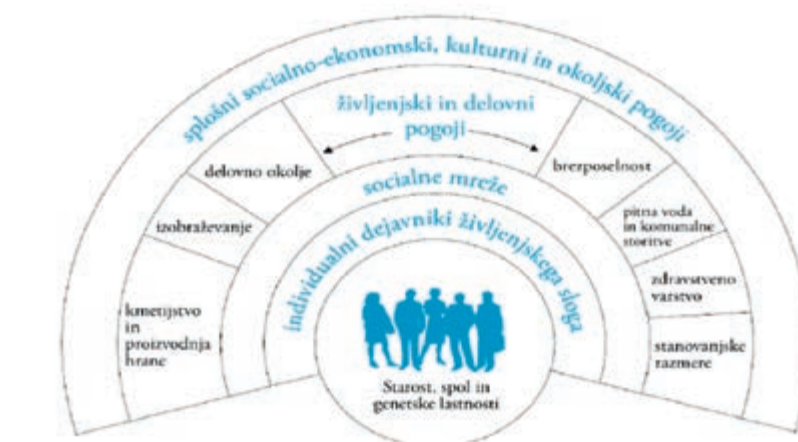 splošni socialno-ekonomski, kulturni in okoljski pogoji
življenjski in delovni
pogoji
delovno okolje
brezposelnost
socialne mreže
izobraževanje
pitna voda
in komunalne
storitve
individualni dejavniki življenjskega sloga
zdravstveno
varstvo
kmetijstvo
in
proizvodnja
hrane
stanovanjske
razmere
Starost, spol in
genetske lastnosti